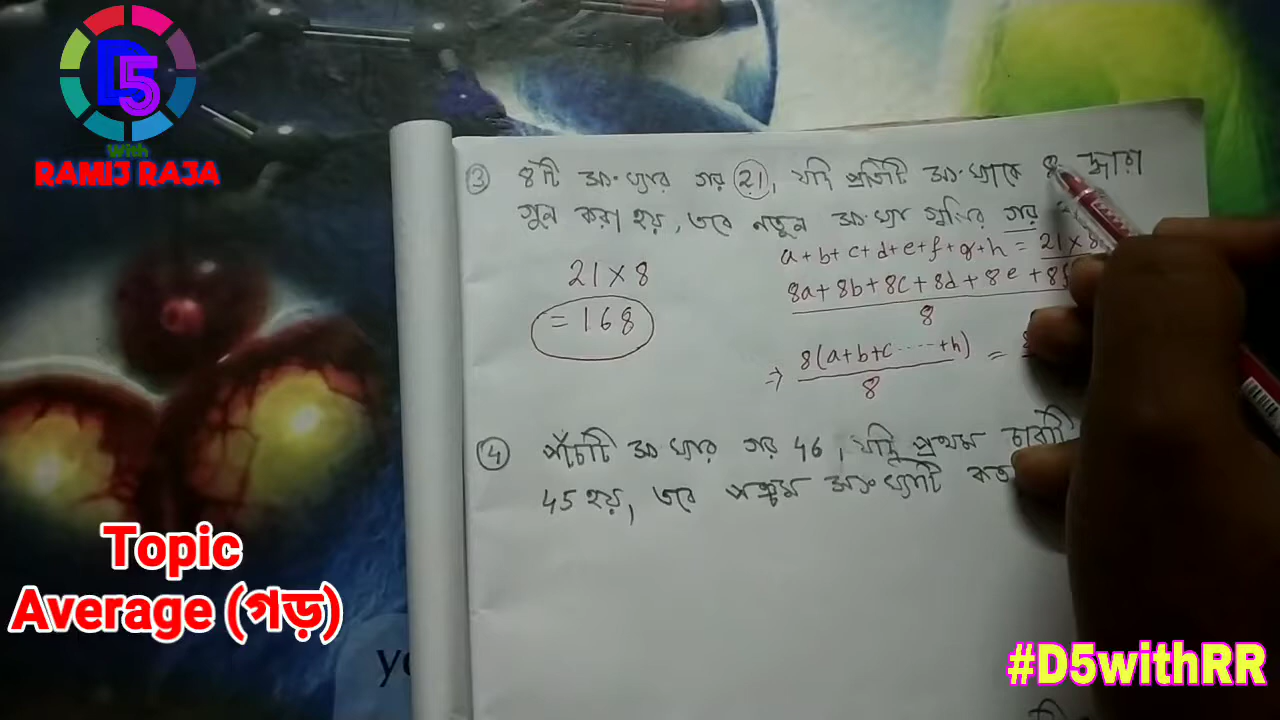 D5
With
RAMIJ RAJA
③ ৪টি সংখ্যার গড় 21, যদি প্রতিটি সংখ্যাকে 8 দ্বারা
গুন করা হয়, তবে নতুন সংখ্যা গুলির গড়
a+b+c+d+e+f+g+h = 21×8
21×8
8a+8b+8c+8d+8e+8f
8
= 168
⇒ 8(a+b+c.....+h) =
8
④ পাঁচটি সংখ্যার গড় 46, যদি প্রথম চারটি
45 হয়, তবে পঞ্চম সংখ্যাটি কত
Topic
Average (গড়)
#D5withRR